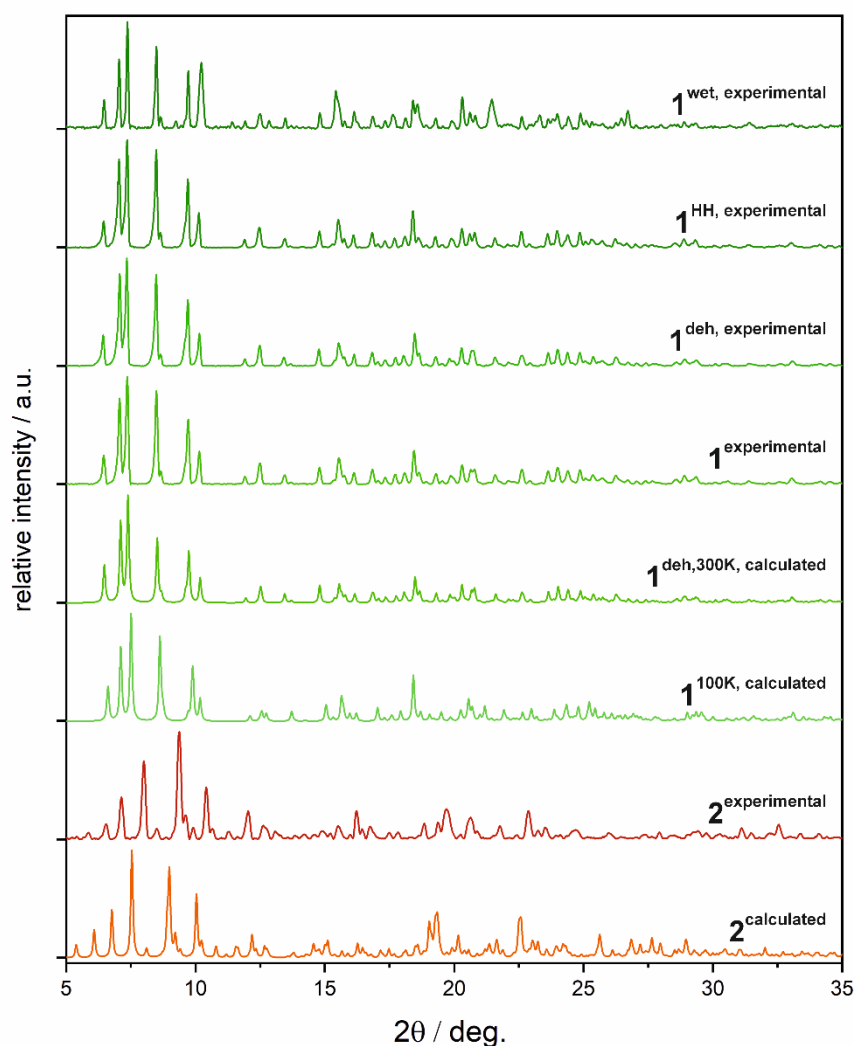 1wet, experimental
1HH, experimental
1deh, experimental
1experimental
1deh,300K, calculated
1100K, calculated
2experimental
2calculated
relative intensity / a.u.
5 10 15 20 25 30 35
2θ / deg.